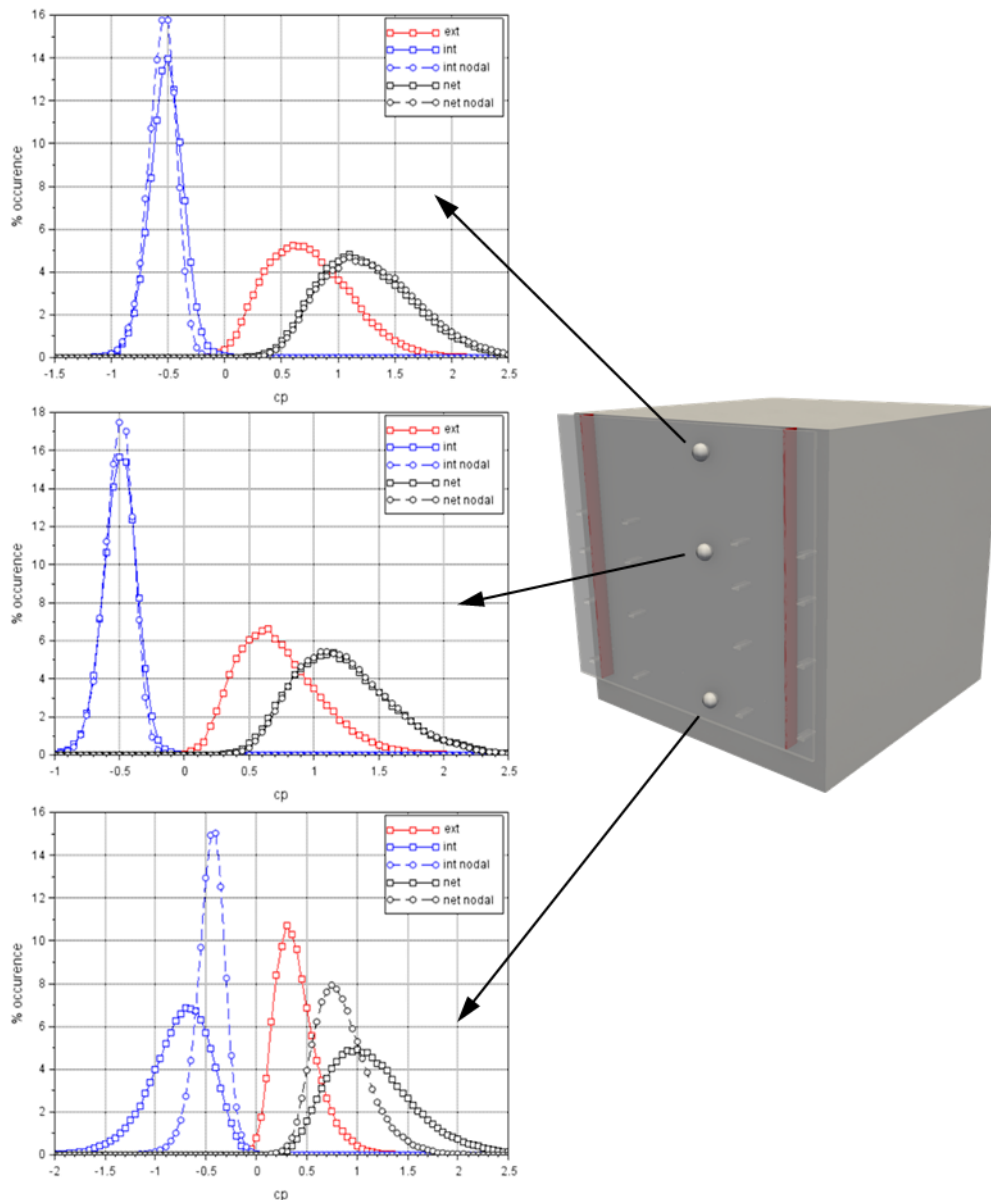 16
14
12
10
8
6
4
2
0
% occurence
ext
int
int nodal
net
net nodal
-1.5 -1 -0.5 0 0.5 1 1.5 2 2.5
cp
18
16
14
12
10
8
6
4
2
0
% occurence
ext
int
int nodal
net
net nodal
-1 -0.5 0 0.5 1 1.5 2 2.5
cp
16
14
12
10
8
6
4
2
0
% occurence
ext
int
int nodal
net
net nodal
-2 -1.5 -1 -0.5 0 0.5 1 1.5 2 2.5
cp